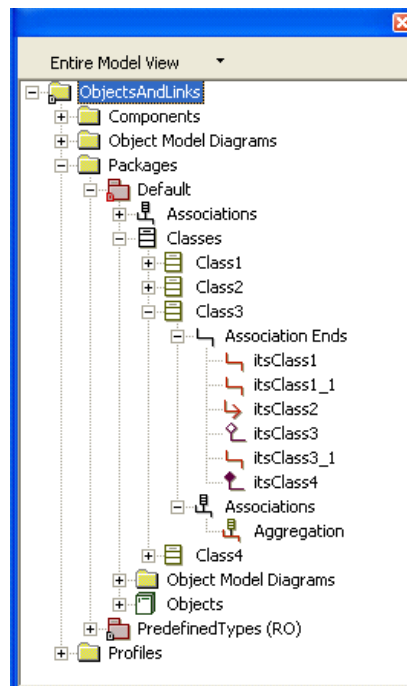 Entire Model View
ObjectsAndLinks
Components
Object Model Diagrams
Packages
Default
Associations
Classes
Class1
Class2
Class3
Association Ends
itsClass1
itsClass1_1
itsClass2
itsClass3
itsClass3_1
itsClass4
Associations
Aggregation
Class4
Object Model Diagrams
Objects
PredefinedTypes (RO)
Profiles